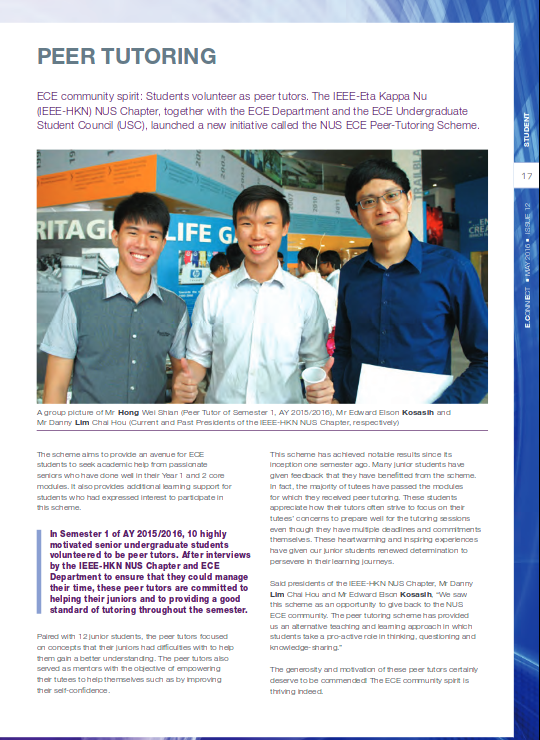 PEER TUTORING
ECE community spirit: Students volunteer as peer tutors. The IEEE-Eta Kappa Nu
(IEEE-HKN) NUS Chapter, together with the ECE Department and the ECE Undergraduate
Student Council (USC), launched a new initiative called the NUS ECE Peer-Tutoring Scheme.
RITAG
LIFE GA
A group picture of Mr Hong Wei Shian (Peer Tutor of Semester 1, AY 2015/2016), Mr Edward Elson Kosasih and
Mr Danny Lim Chai Hou (Current and Past Presidents of the IEEE-HKN NUS Chapter, respectively)
The scheme aims to provide an avenue for ECE
students to seek academic help from passionate
seniors who have done well in their Year 1 and 2 core
modules. It also provides additional learning support for
students who had expressed interest to participate in
this scheme.
In Semester 1 of AY 2015/2016, 10 highly
motivated senior undergraduate students
volunteered to be peer tutors. After interviews
by the IEEE-HKN NUS Chapter and ECE
Department to ensure that they could manage
their time, these peer tutors are committed to
helping their juniors and to providing a good
standard of tutoring throughout the semester.
Paired with 12 junior students, the peer tutors focused
on concepts that their juniors had difficulties with to help
them gain a better understanding. The peer tutors also
served as mentors with the objective of empowering
their tutees to help themselves such as by improving
their self-confidence.
This scheme has achieved notable results since its
inception one semester ago. Many junior students have
given feedback that they have benefitted from the scheme.
In fact, the majority of tutees have passed the modules
for which they received peer tutoring. These students
appreciate how their tutors often strive to focus on their
tutees' concerns to prepare well for the tutoring sessions
even though they have multiple deadlines and commitments
themselves. These heartwarming and inspiring experiences
have given our junior students renewed determination to
persevere in their learning journeys.
Said presidents of the IEEE-HKN NUS Chapter, Mr Danny
Lim Chai Hou and Mr Edward Elson Kosasih, "We saw
this scheme as an opportunity to give back to the NUS
ECE community. The peer tutoring scheme has provided
us an alternative teaching and learning approach in which
students take a pro-active role in thinking, questioning and
knowledge-sharing."
The generosity and motivation of these peer tutors certainly
deserve to be commended! The ECE community spirit is
thriving indeed.
STUDENT
17
E.CONNECT ■ MAY 2016 ■ ISSUE 12